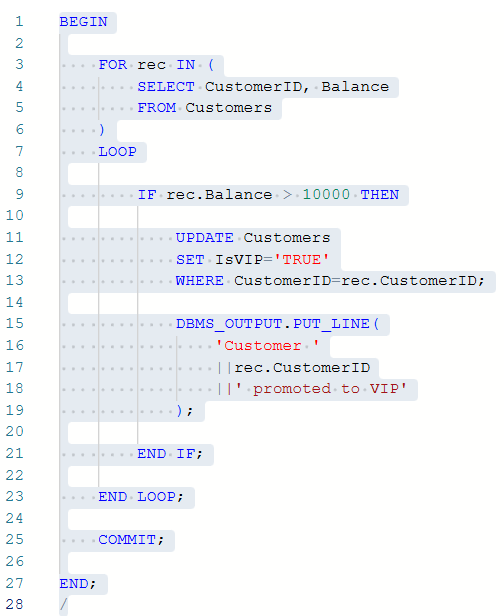 1 BEGIN
2
3     FOR rec IN (
4         SELECT CustomerID, Balance
5         FROM Customers
6     )
7     LOOP
8
9         IF rec.Balance > 10000 THEN
10
11             UPDATE Customers
12             SET IsVIP='TRUE'
13             WHERE CustomerID=rec.CustomerID;
14
15             DBMS_OUTPUT.PUT_LINE(
16                 'Customer '
17                 ||rec.CustomerID
18                 ||' promoted to VIP'
19             );
20
21         END IF;
22
23     END LOOP;
24
25     COMMIT;
26
27 END;
28 /